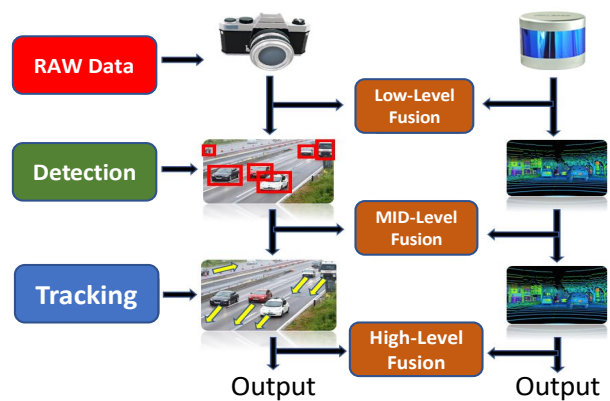 RAW Data
Low-Level
Fusion
Detection
MID-Level
Fusion
Tracking
High-Level
Fusion
Output
Output